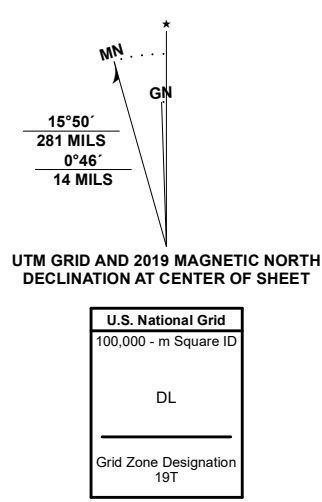 ★
MN
GN
15°50´
281 MILS
0°46´
14 MILS
UTM GRID AND 2019 MAGNETIC NORTH
DECLINATION AT CENTER OF SHEET
U.S. National Grid
100,000 - m Square ID
DL
Grid Zone Designation
19T